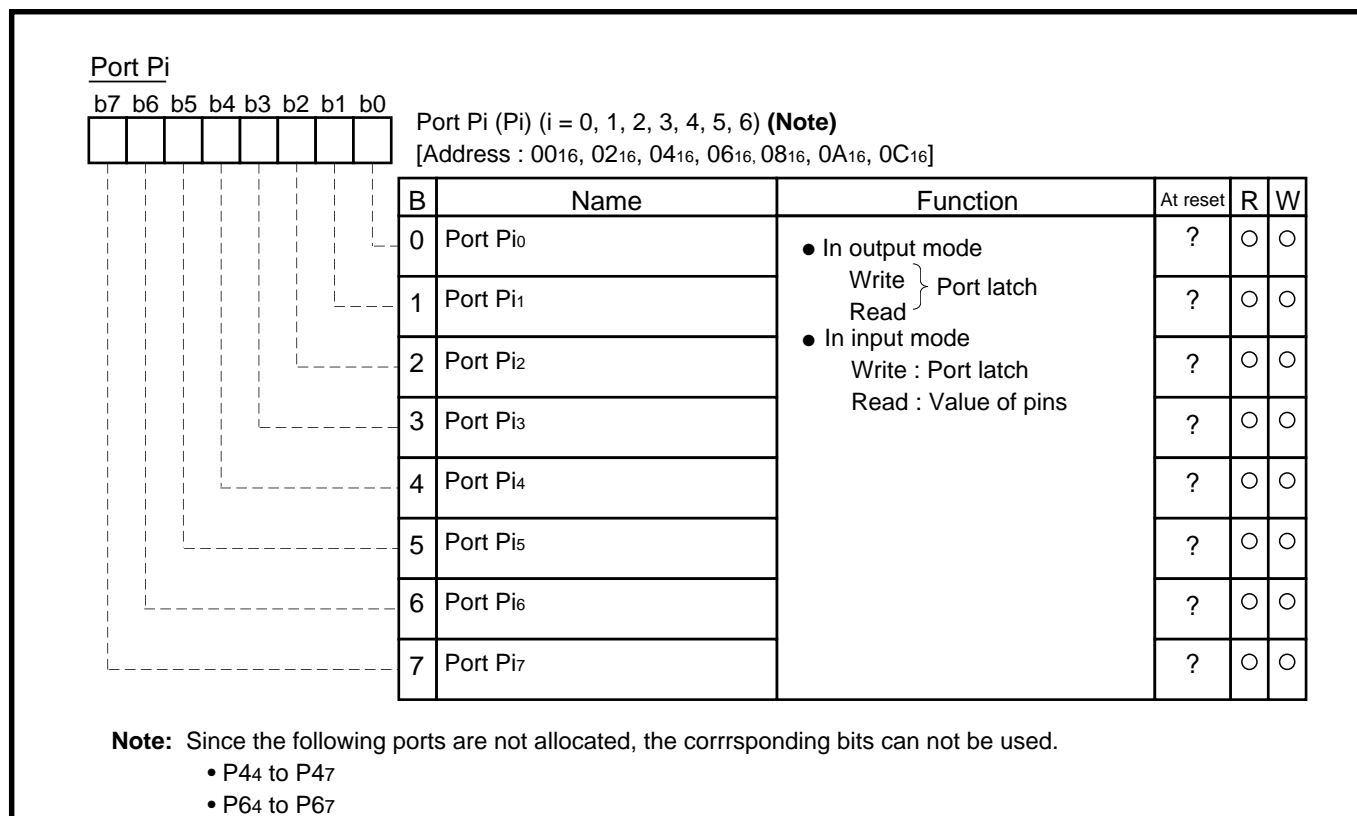 Port Pi
b7 b6 b5 b4 b3 b2 b1 b0
Port Pi (Pi) (i = 0, 1, 2, 3, 4, 5, 6) (Note)
[Address : 0016, 0216, 0416, 0616, 0816, 0A16, 0C16]
B Name Function At reset R W
0 Port Pi0 ? ○ ○
● In output mode
Write } Port latch
Read
1 Port Pi1 ? ○ ○
● In input mode
2 Port Pi2 Write : Port latch ? ○ ○
Read : Value of pins
3 Port Pi3 ? ○ ○
4 Port Pi4 ? ○ ○
5 Port Pi5 ? ○ ○
6 Port Pi6 ? ○ ○
7 Port Pi7 ? ○ ○
Note: Since the following ports are not allocated, the corrrsponding bits can not be used.
• P44 to P47
• P64 to P67